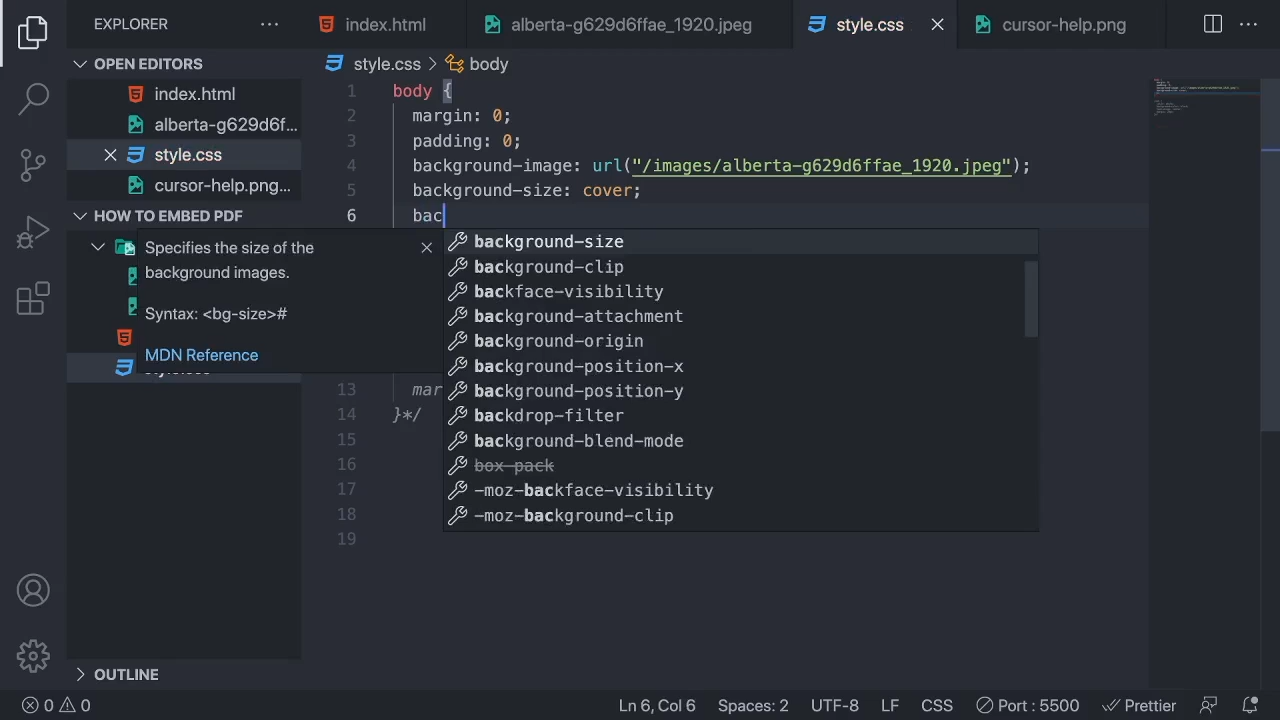 EXPLORER
index.html
alberta-g629d6ffae_1920.jpeg
style.css
cursor-help.png
OPEN EDITORS
index.html
alberta-g629d6f...
style.css
cursor-help.png...
HOW TO EMBED PDF
Specifies the size of the
background images.
Syntax: <bg-size>#
MDN Reference
OUTLINE
style.css > body
1 body {
2 margin: 0;
3 padding: 0;
4 background-image: url("/images/alberta-g629d6ffae_1920.jpeg");
5 background-size: cover;
6 bac
background-size
background-clip
backface-visibility
background-attachment
background-origin
background-position-x
background-position-y
backdrop-filter
background-blend-mode
box-pack
-moz-backface-visibility
-moz-background-clip
13 mar
14 }*/
15
16
17
18
19
0 0
Ln 6, Col 6
Spaces: 2
UTF-8
LF
CSS
Port : 5500
Prettier